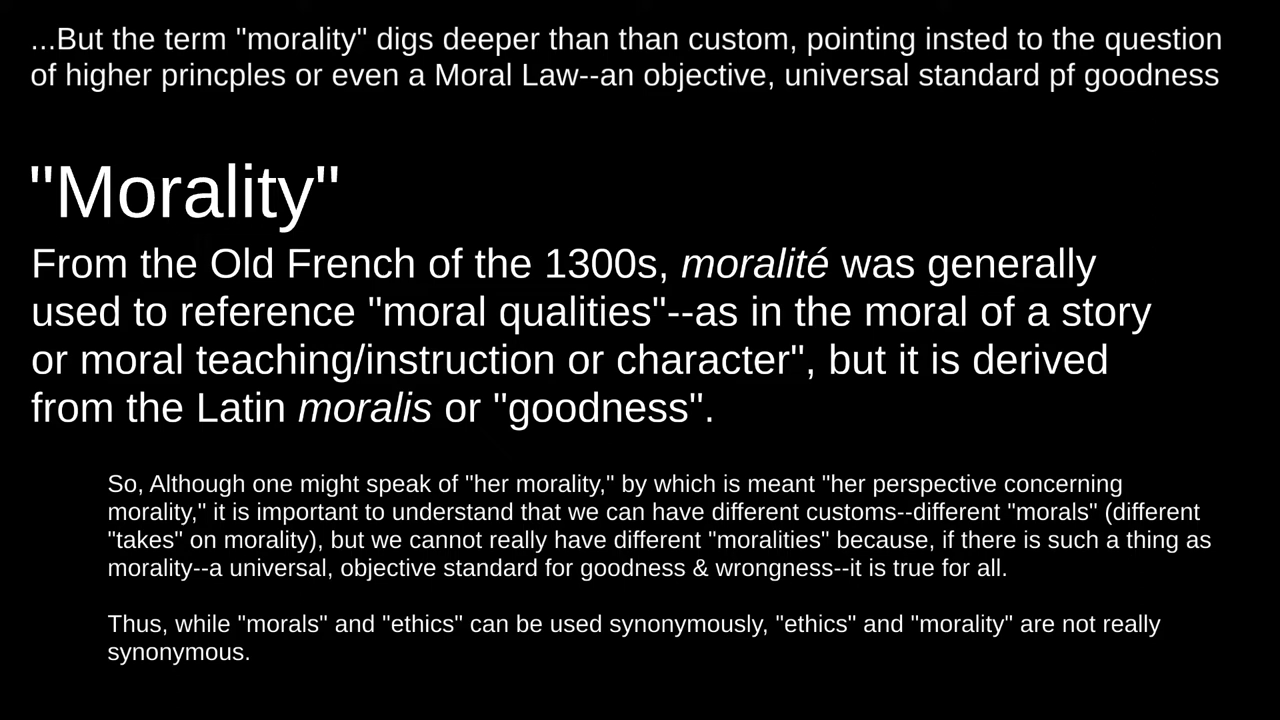 ...But the term "morality" digs deeper than than custom, pointing insted to the question
of higher princples or even a Moral Law--an objective, universal standard pf goodness
"Morality"
From the Old French of the 1300s, moralité was generally
used to reference "moral qualities"--as in the moral of a story
or moral teaching/instruction or character", but it is derived
from the Latin moralis or "goodness".
So, Although one might speak of "her morality," by which is meant "her perspective concerning
morality," it is important to understand that we can have different customs--different "morals" (different
"takes" on morality), but we cannot really have different "moralities" because, if there is such a thing as
morality--a universal, objective standard for goodness & wrongness--it is true for all.
Thus, while "morals" and "ethics" can be used synonymously, "ethics" and "morality" are not really
synonymous.